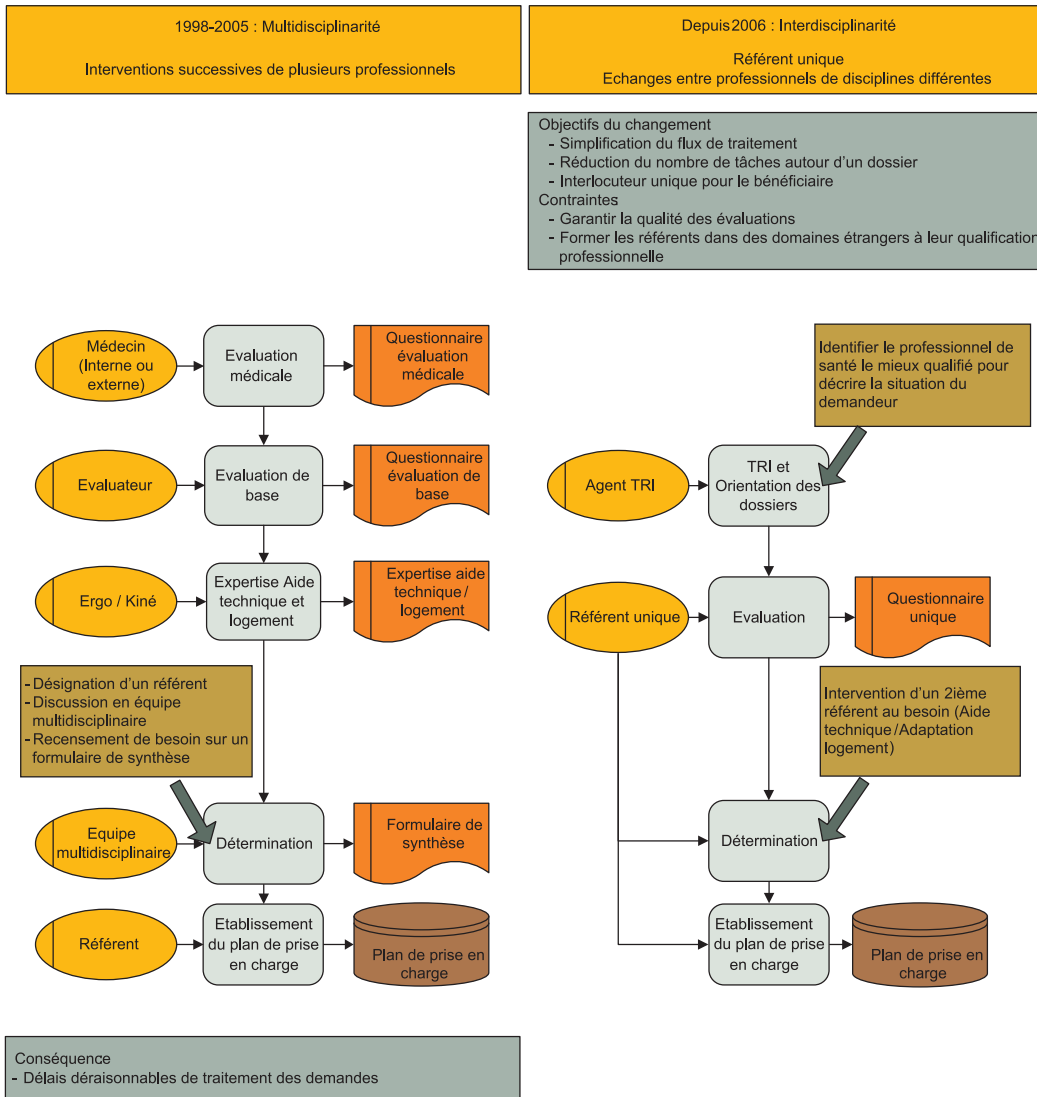 1998-2005 : Multidisciplinarité
Interventions successives de plusieurs professionnels
Depuis 2006 : Interdisciplinarité
Référent unique
Echanges entre professionnels de disciplines différentes
Objectifs du changement
- Simplification du flux de traitement
- Réduction du nombre de tâches autour d'un dossier
- Interlocuteur unique pour le bénéficiaire
Contraintes
- Garantir la qualité des évaluations
- Former les référents dans des domaines étrangers à leur qualification
professionnelle
Médecin
(Interne ou
externe)
Evaluation
médicale
Questionnaire
évaluation
médicale
Evaluateur
Evaluation de
base
Questionnaire
évaluation de
base
Ergo / Kiné
Expertise Aide
technique et
logement
Expertise aide
technique/
logement
- Désignation d'un référent
- Discussion en équipe
multidisciplinaire
- Recensement de besoin sur un
formulaire de synthèse
Equipe
multidisciplinaire
Détermination
Formulaire de
synthèse
Référent
Etablissement
du plan de prise
en charge
Plan de prise en
charge
Conséquence
- Délais déraisonnables de traitement des demandes
Identifier le professionnel de
santé le mieux qualifié pour
décrire la situation du
demandeur
Agent TRI
TRI et
Orientation des
dossiers
Référent unique
Evaluation
Questionnaire
unique
Intervention d'un 2ième
référent au besoin (Aide
technique/Adaptation
logement)
Détermination
Etablissement
du plan de prise
en charge
Plan de prise en
charge